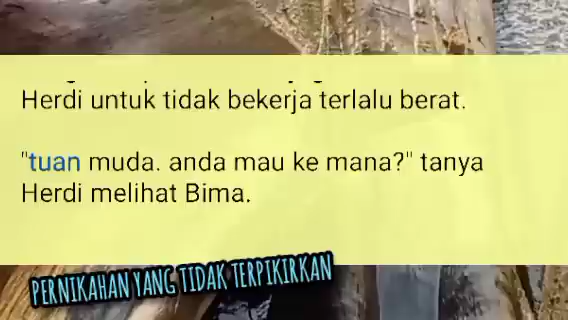 Herdi untuk tidak bekerja terlalu berat.
"tuan muda. anda mau ke mana?" tanya
Herdi melihat Bima.
PERNIKAHAN YANG TIDAK TERPIKIRKAN